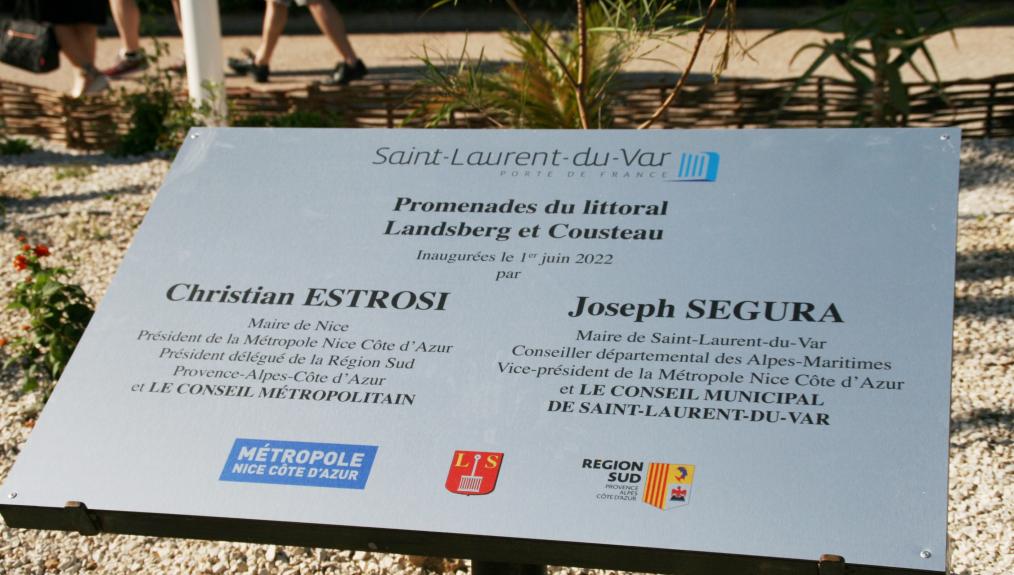 Saint-Laurent-du-Var
PORTE DE FRANCE
Promenades du littoral
Landsberg et Cousteau
Inaugurées le 1er juin 2022
par
Christian ESTROSI
Maire de Nice
Président de la Métropole Nice Côte d'Azur
Président délégué de la Région Sud
Provence-Alpes-Côte d'Azur
et LE CONSEIL MÉTROPOLITAIN
Joseph SEGURA
Maire de Saint-Laurent-du-Var
Conseiller départemental des Alpes-Maritimes
Vice-président de la Métropole Nice Côte d'Azur
et LE CONSEIL MUNICIPAL
DE SAINT-LAURENT-DU-VAR
MÉTROPOLE
NICE CÔTE D'AZUR
L S
REGION
SUD
PROVENCE
ALPES
CÔTE D'AZUR